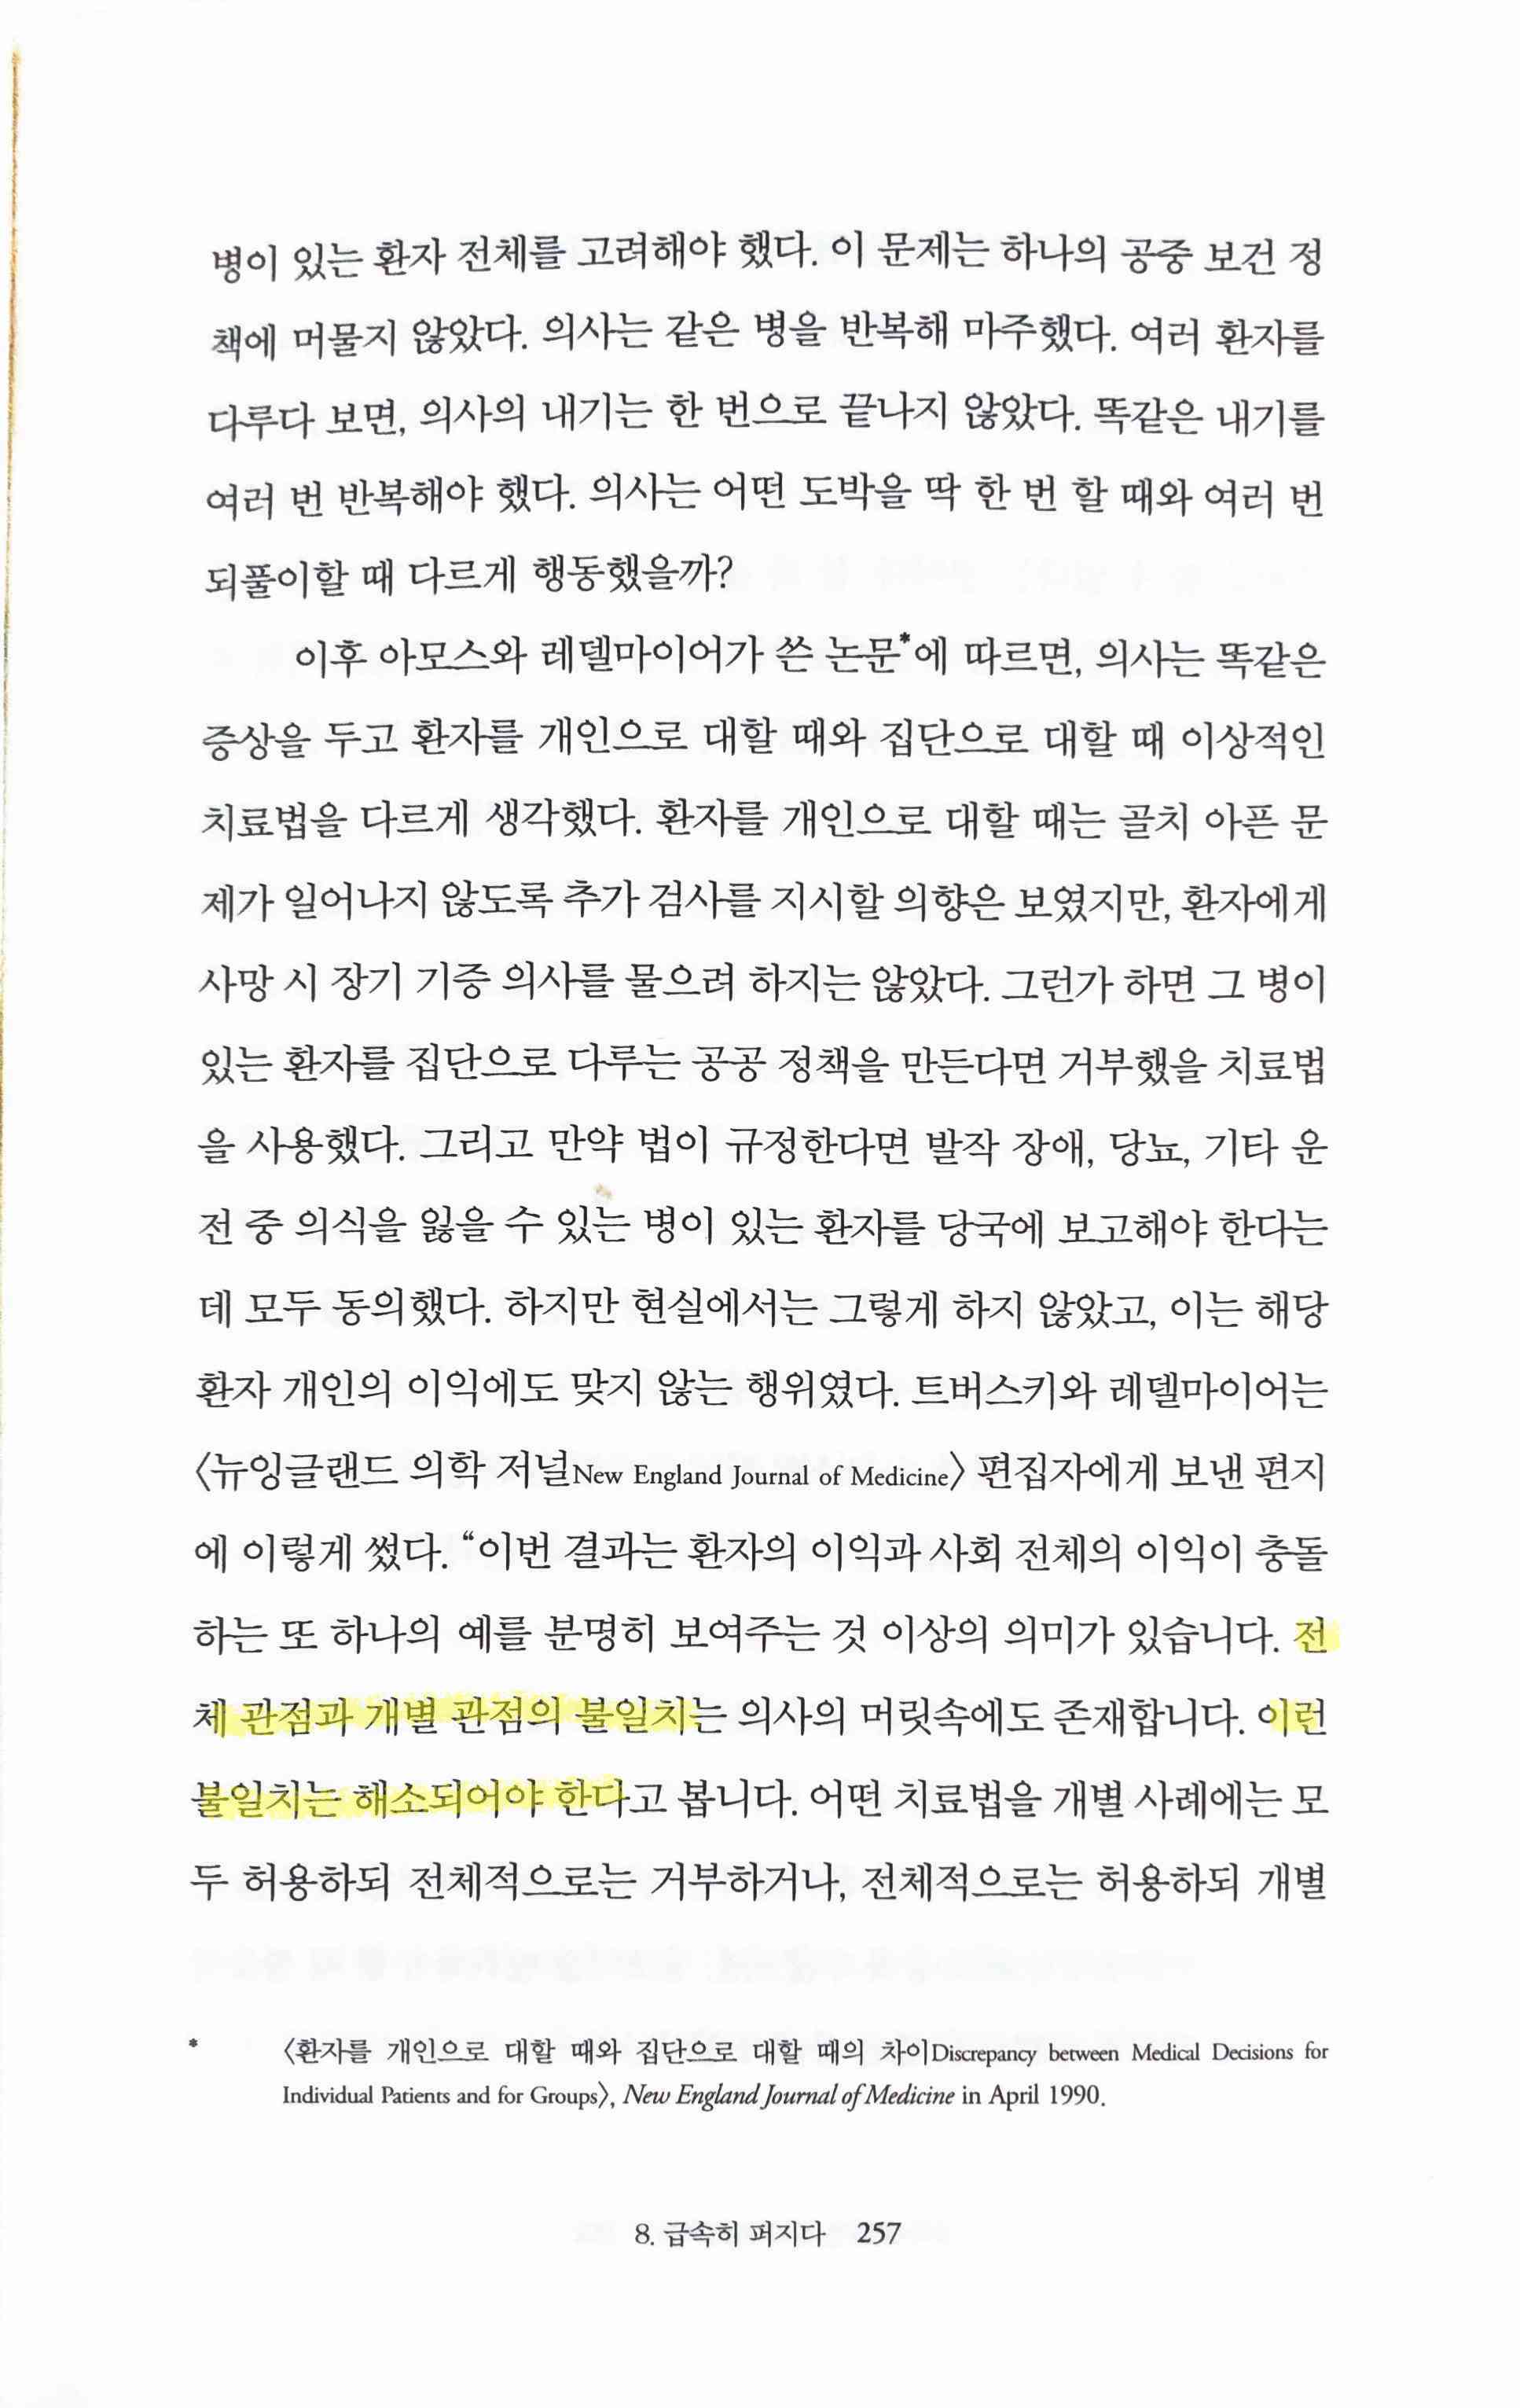 병이 있는 환자 전체를 고려해야 했다. 이 문제는 하나의 공중 보건 정
책에 머물지 않았다. 의사는 같은 병을 반복해 마주했다. 여러 환자를
다루다 보면, 의사의 내기는 한 번으로 끝나지 않았다. 똑같은 내기를
여러 번 반복해야 했다. 의사는 어떤 도박을 딱 한 번 할 때와 여러 번
되풀이할 때 다르게 행동했을까?
이후 아모스와 레델마이어가 쓴 논문*에 따르면, 의사는 똑같은
증상을 두고 환자를 개인으로 대할 때와 집단으로 대할 때 이상적인
치료법을 다르게 생각했다. 환자를 개인으로 대할 때는 골치 아픈 문
제가 일어나지 않도록 추가 검사를 지시할 의향은 보였지만, 환자에게
사망 시 장기 기증 의사를 물으려 하지는 않았다. 그런가 하면 그 병이
있는 환자를 집단으로 다루는 공공 정책을 만든다면 거부했을 치료법
을 사용했다. 그리고 만약 법이 규정한다면 발작 장애, 당뇨, 기타 운
전 중 의식을 잃을 수 있는 병이 있는 환자를 당국에 보고해야 한다는
데 모두 동의했다. 하지만 현실에서는 그렇게 하지 않았고, 이는 해당
환자 개인의 이익에도 맞지 않는 행위였다. 트버스키와 레델마이어는
〈뉴잉글랜드 의학 저널New England Journal of Medicine〉 편집자에게 보낸 편지
에 이렇게 썼다. “이번 결과는 환자의 이익과 사회 전체의 이익이 충돌
하는 또 하나의 예를 분명히 보여주는 것 이상의 의미가 있습니다. 전
체 관점과 개별 관점의 불일치는 의사의 머릿속에도 존재합니다. 이런
불일치는 해소되어야 한다고 봅니다. 어떤 치료법을 개별 사례에는 모
두 허용하되 전체적으로는 거부하거나, 전체적으로는 허용하되 개별
* 〈환자를 개인으로 대할 때와 집단으로 대할 때의 차이Discrepancy between Medical Decisions for
Individual Patients and for Groups〉, New England Journal of Medicine in April 1990.
8. 급속히 퍼지다 257